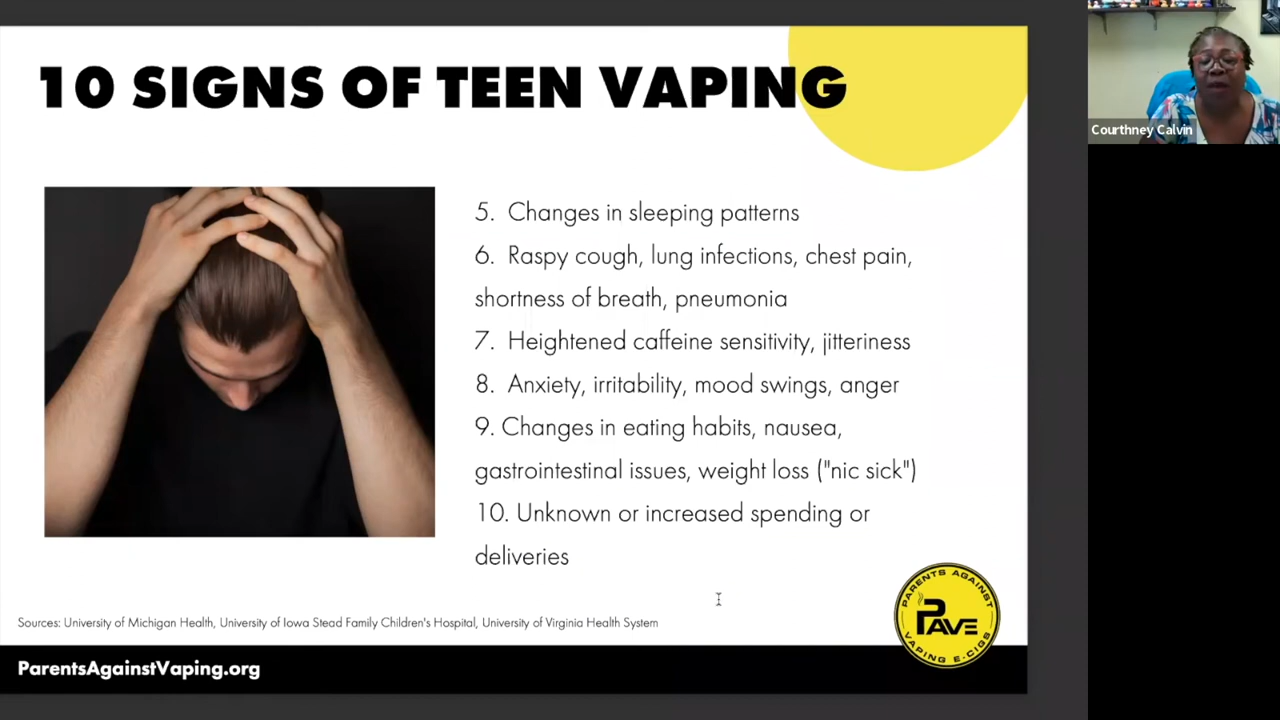 10 SIGNS OF TEEN VAPING
Courthney Calvin
5. Changes in sleeping patterns
6. Raspy cough, lung infections, chest pain,
shortness of breath, pneumonia
7. Heightened caffeine sensitivity, jitteriness
8. Anxiety, irritability, mood swings, anger
9. Changes in eating habits, nausea,
gastrointestinal issues, weight loss ("nic sick")
10. Unknown or increased spending or
deliveries
PARENTS AGAINST
PAVE
VAPING E-CIGS
Sources: University of Michigan Health, University of Iowa Stead Family Children's Hospital, University of Virginia Health System
ParentsAgainstVaping.org